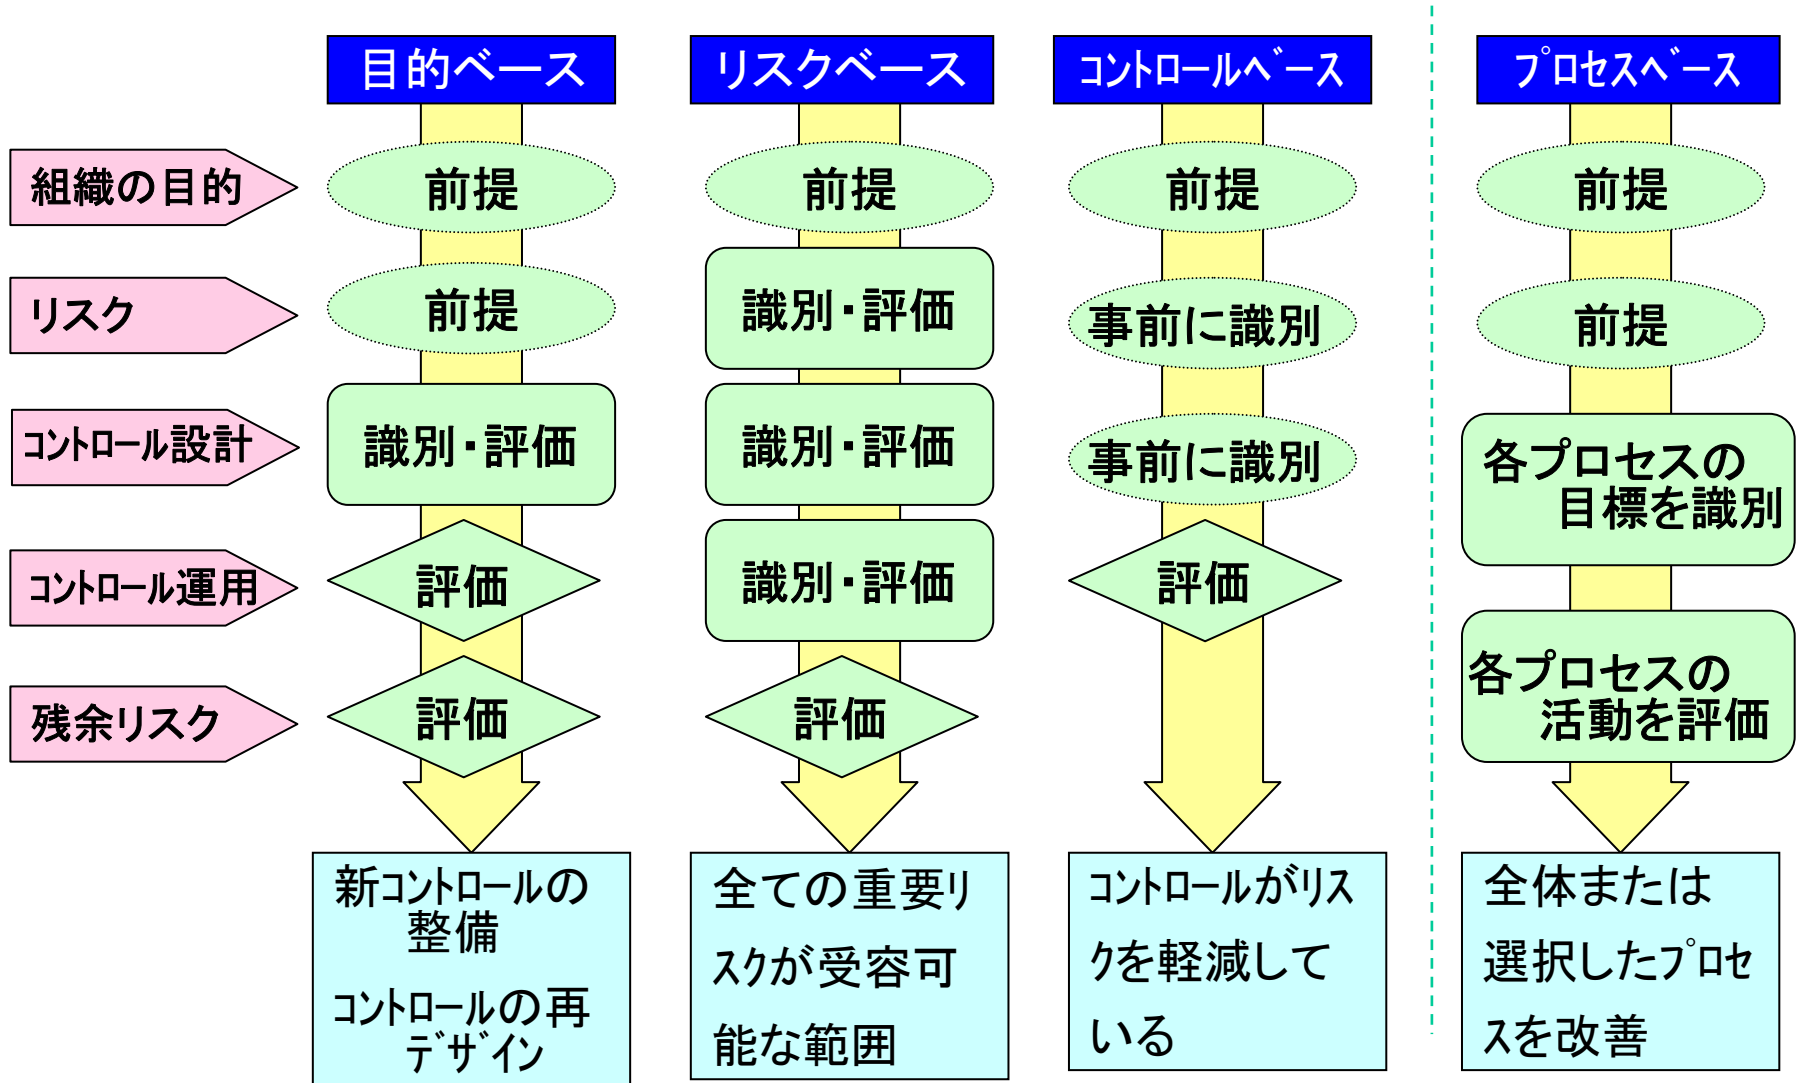 目的ベース
リスクベース
ｺﾝﾄﾛｰﾙﾍﾞｰｽ
ﾌﾟﾛｾｽﾍﾞｰｽ
組織の目的
前提
前提
前提
前提
リスク
前提
識別・評価
事前に識別
前提
ｺﾝﾄﾛｰﾙ設計
識別・評価
識別・評価
事前に識別
各プロセスの
目標を識別
ｺﾝﾄﾛｰﾙ運用
評価
識別・評価
評価
残余リスク
評価
評価
各プロセスの
活動を評価
新ｺﾝﾄﾛｰﾙの
整備
ｺﾝﾄﾛｰﾙの再
ﾃﾞｻﾞｲﾝ
全ての重要ﾘ
ｽｸが受容可
能な範囲
ｺﾝﾄﾛｰﾙがﾘｽ
ｸを軽減して
いる
全体または
選択したﾌﾟﾛｾ
ｽを改善